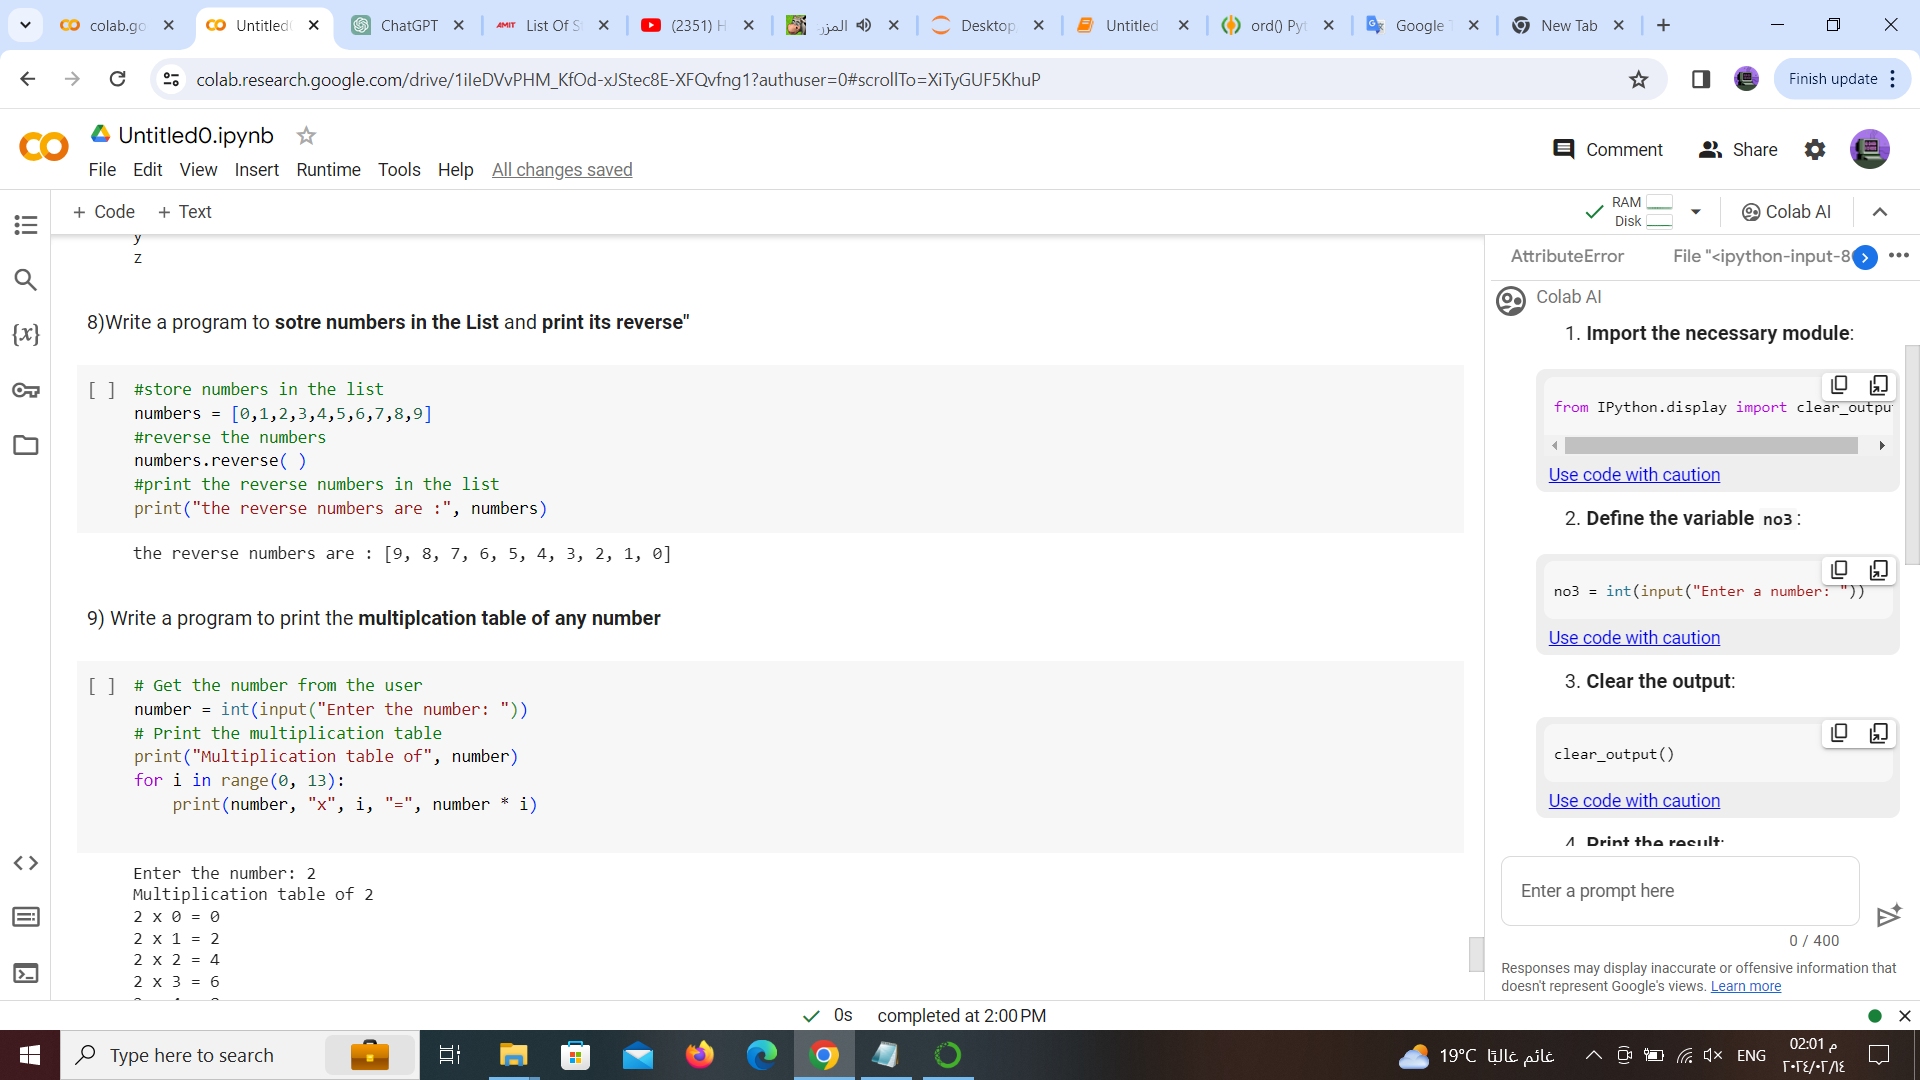 colab.go
Untitled
ChatGPT
AMIT List Of S
(2351) H
المزر
Desktop
Untitled
ord() Pyt
Google T
New Tab
colab.research.google.com/drive/1iIeDVvPHM_KfOd-xJStec8E-XFQvfng1?authuser=0#scrollTo=XiTyGUF5KhuP
Finish update
Untitled0.ipynb
Comment
Share
File Edit View Insert Runtime Tools Help All changes saved
+ Code + Text
RAM
Disk
Colab AI
y
z
8)Write a program to sotre numbers in the List and print its reverse"
[ ] #store numbers in the list
numbers = [0,1,2,3,4,5,6,7,8,9]
#reverse the numbers
numbers.reverse( )
#print the reverse numbers in the list
print("the reverse numbers are :", numbers)
the reverse numbers are : [9, 8, 7, 6, 5, 4, 3, 2, 1, 0]
9) Write a program to print the multiplcation table of any number
[ ] # Get the number from the user
number = int(input("Enter the number: "))
# Print the multiplication table
print("Multiplication table of", number)
for i in range(0, 13):
print(number, "x", i, "=", number * i)
Enter the number: 2
Multiplication table of 2
2 x 0 = 0
2 x 1 = 2
2 x 2 = 4
2 x 3 = 6
AttributeError
File "<ipython-input-8
Colab AI
1. Import the necessary module:
from IPython.display import clear_outpu
Use code with caution
2. Define the variable no3:
no3 = int(input("Enter a number: "))
Use code with caution
3. Clear the output:
clear_output()
Use code with caution
4. Print the result:
Enter a prompt here
0 / 400
Responses may display inaccurate or offensive information that
doesn't represent Google's views. Learn more
0s completed at 2:00 PM
Type here to search
19°C غائم غالبًا
ENG
02:01 م
٢٠٢٤/٠٢/١٤